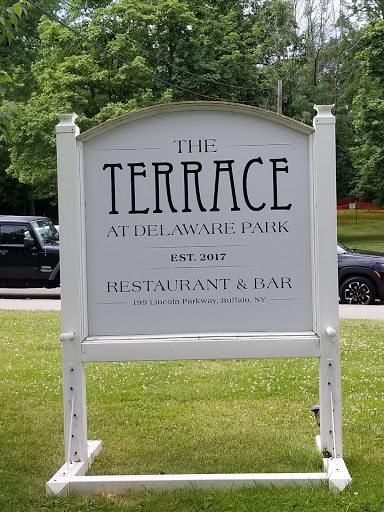 THE
TERRACE
AT DELAWARE PARK
EST. 2017
RESTAURANT & BAR
199 Lincoln Parkway, Buffalo, NY